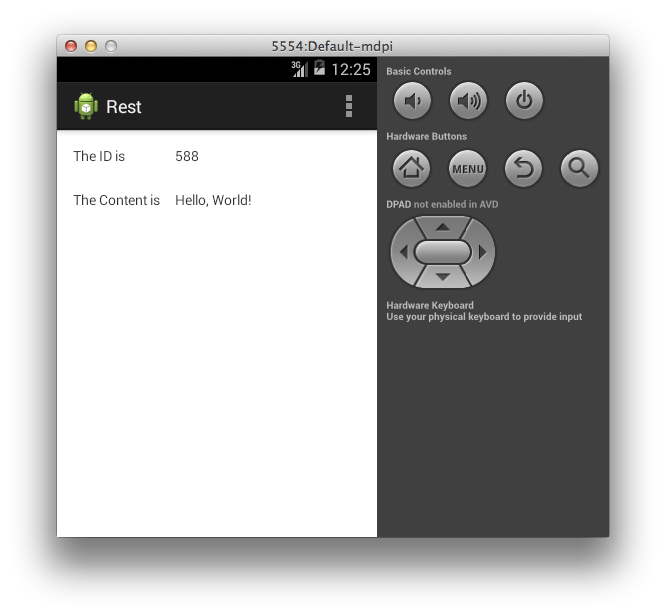 5554:Default-mdpi
3G 12:25
Rest
The ID is 588
The Content is Hello, World!
Basic Controls
Hardware Buttons
MENU
DPAD not enabled in AVD
Hardware Keyboard
Use your physical keyboard to provide input